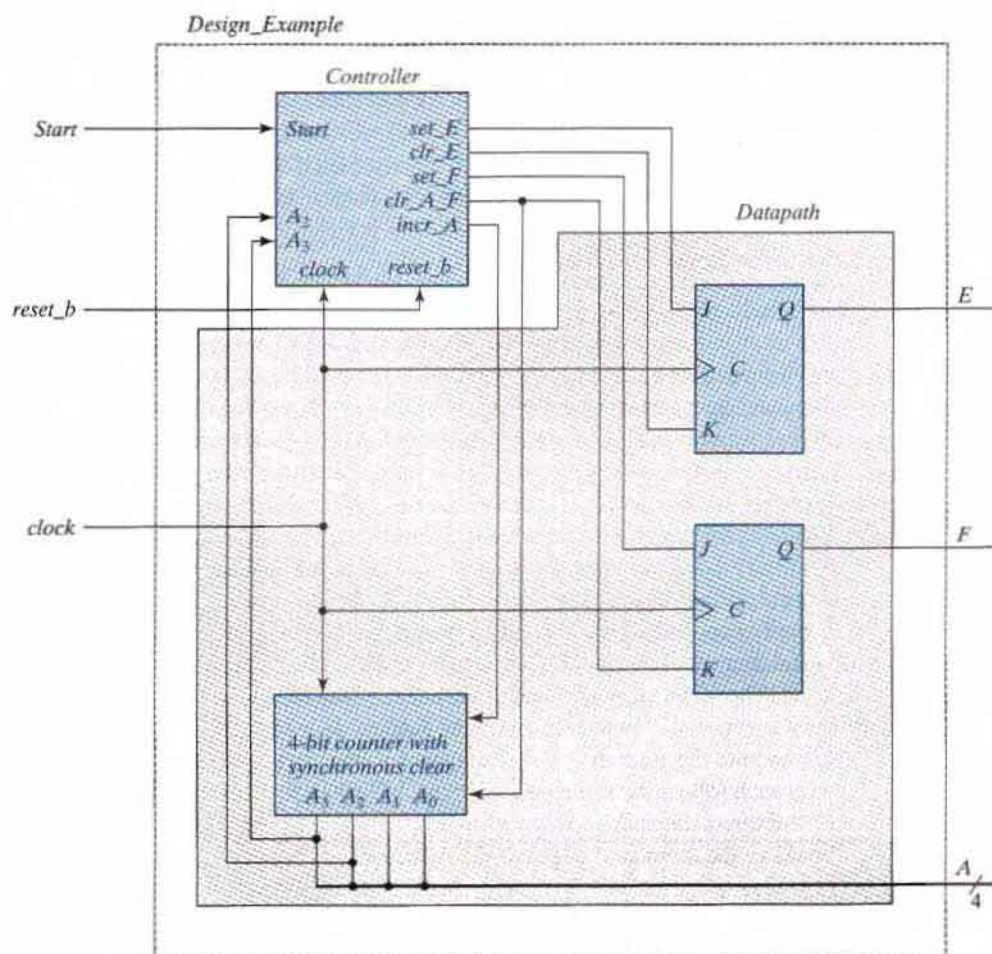 Design_Example
Controller
Start
Start
set_E
clr_E
set_F
clr_A_F
incr_A
A2
A3
clock
reset_b
reset_b
Datapath
J
Q
E
C
K
clock
J
Q
F
C
K
4-bit counter with
synchronous clear
A3 A2 A1 A0
A
4